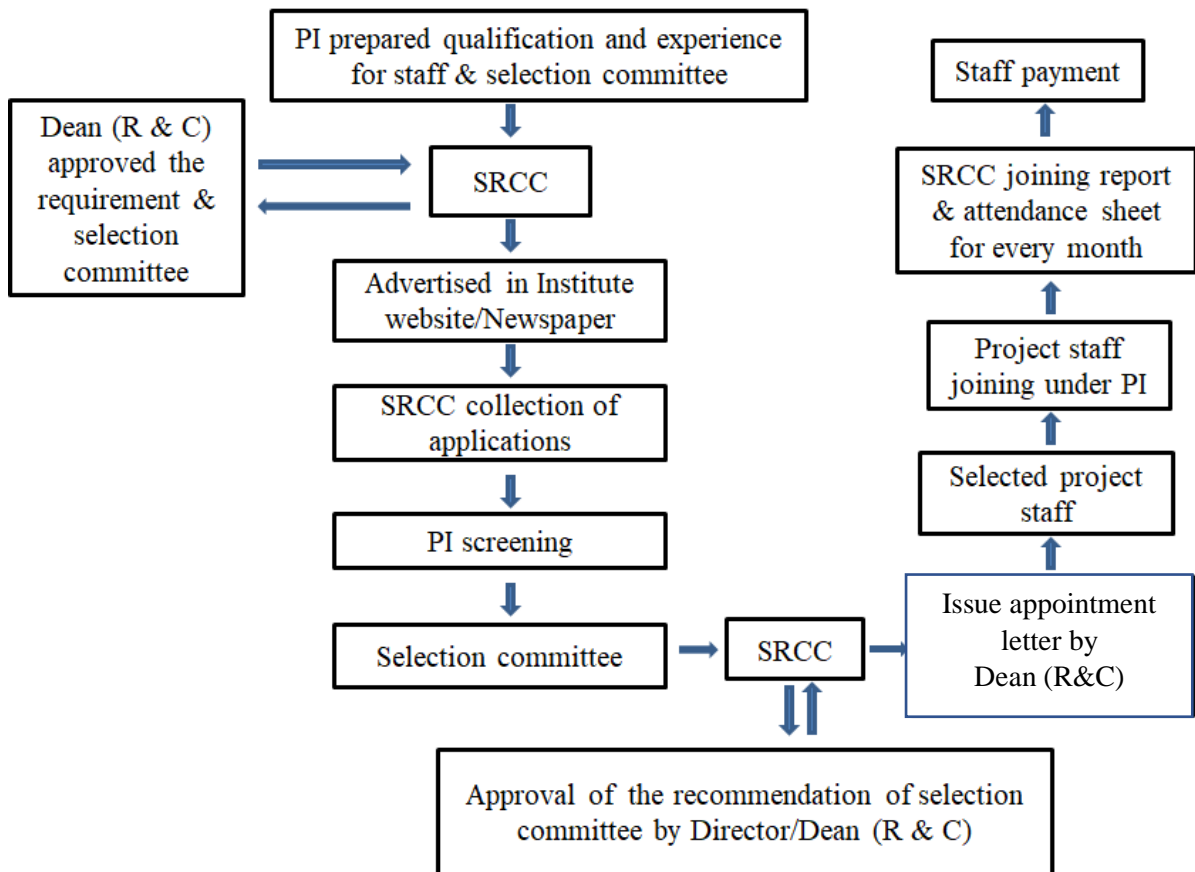 PI prepared qualification and experience
for staff & selection committee
Dean (R & C)
approved the
requirement &
selection
committee
SRCC
Advertised in Institute
website/Newspaper
SRCC collection of
applications
PI screening
Selection committee
SRCC
Approval of the recommendation of selection
committee by Director/Dean (R & C)
Issue appointment
letter by
Dean (R&C)
Selected project
staff
Project staff
joining under PI
SRCC joining report
& attendance sheet
for every month
Staff payment